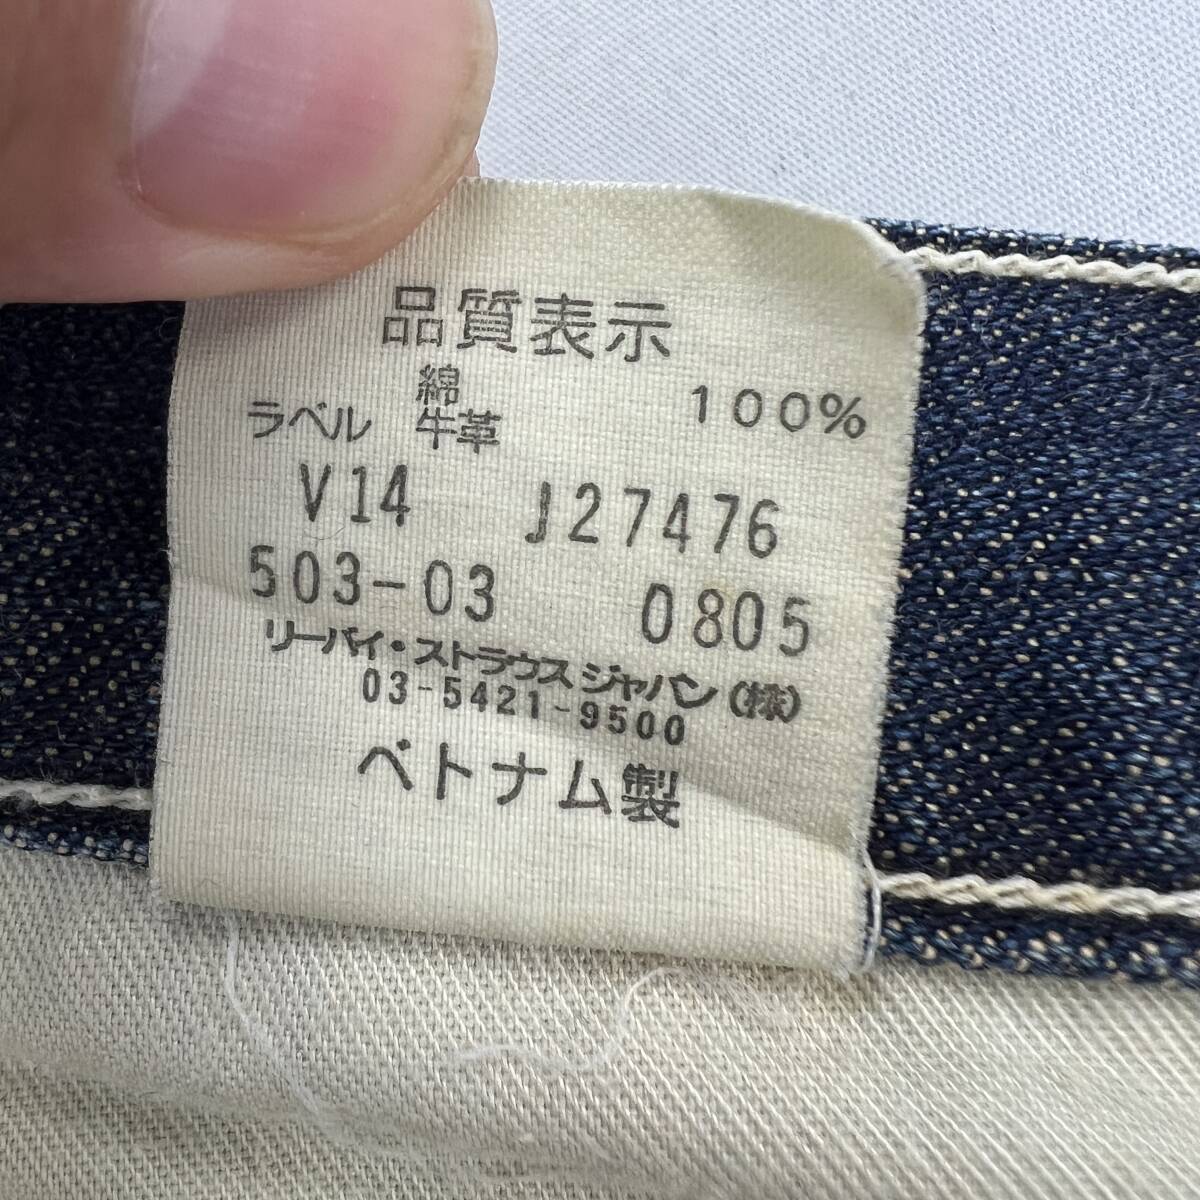 品質表示
綿 100%
ラベル 牛革
V14 J27476
503-03 0805
リーバイ・ストラウス ジャパン(株)
03-5421-9500
ベトナム製